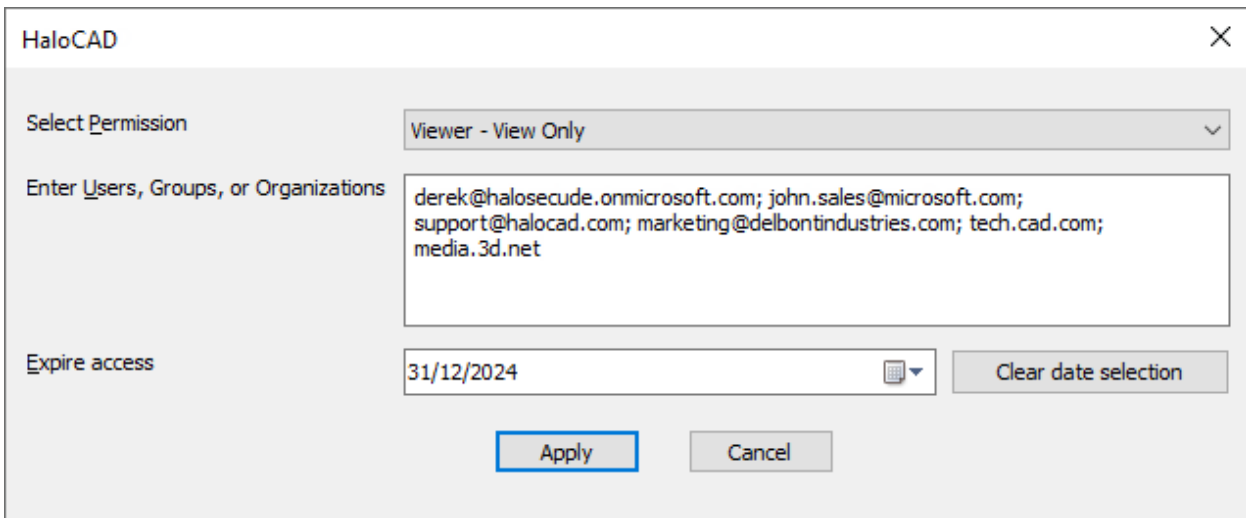 HaloCAD
Select Permission
Viewer - View Only
Enter Users, Groups, or Organizations
derek@halosecude.onmicrosoft.com; john.sales@microsoft.com;
support@halocad.com; marketing@delbontindustries.com; tech.cad.com;
media.3d.net
Expire access
31/12/2024
Clear date selection
Apply
Cancel